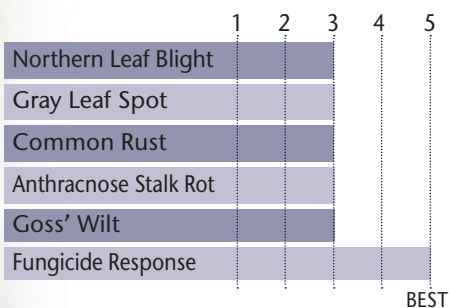 1 2 3 4 5
Northern Leaf Blight
Gray Leaf Spot
Common Rust
Anthracnose Stalk Rot
Goss’ Wilt
Fungicide Response
BEST